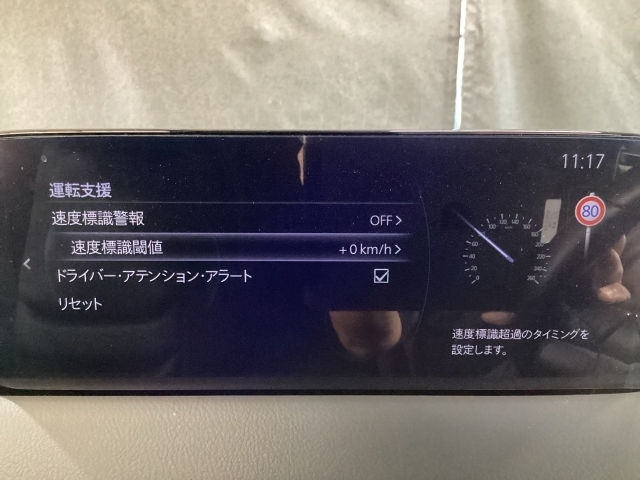 11:17
運転支援
速度標識警報 OFF >
速度標識閾値 +0 km/h >
ドライバー・アテンション・アラート
リセット
80
速度標識超過のタイミングを
設定します。